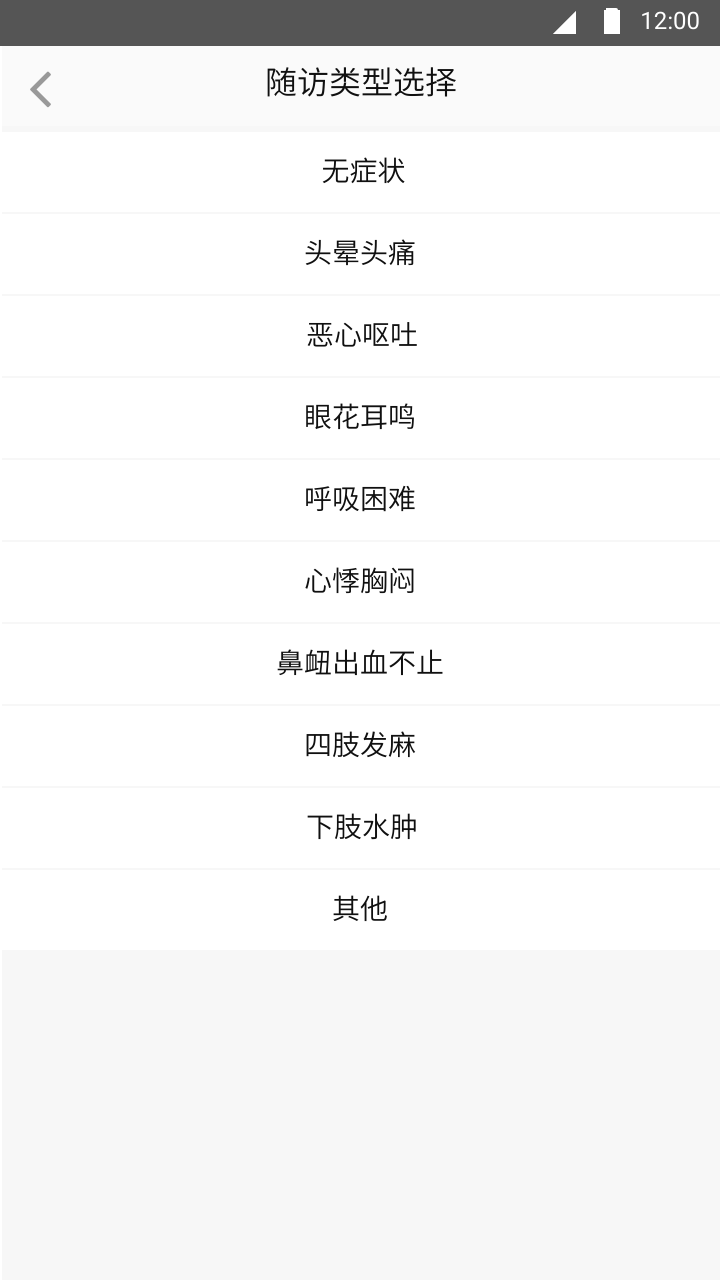 12:00
随访类型选择
无症状
头晕头痛
恶心呕吐
眼花耳鸣
呼吸困难
心悸胸闷
鼻衄出血不止
四肢发麻
下肢水肿
其他